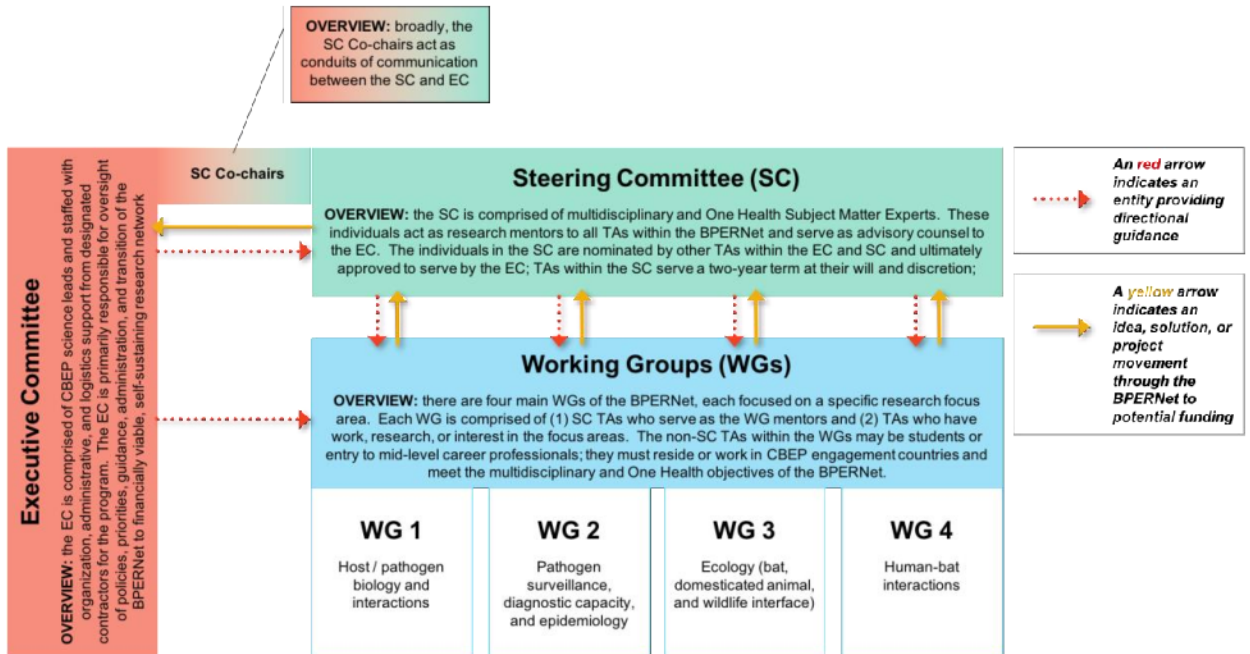 OVERVIEW: broadly, the
SC Co-chairs act as
conduits of communication
between the SC and EC
Executive Committee
OVERVIEW: the EC is comprised of CBEP science leads and staffed with
organization, administrative, and logistics support from designated
contractors for the program. The EC is primarily responsible for oversight
of policies, priorities, guidance, administration, and transition of the
BPERNet to financially viable, self-sustaining research network
SC Co-chairs
Steering Committee (SC)
OVERVIEW: the SC is comprised of multidisciplinary and One Health Subject Matter Experts. These
individuals act as research mentors to all TAs within the BPERNet and serve as advisory counsel to
the EC. The individuals in the SC are nominated by other TAs within the EC and SC and ultimately
approved to serve by the EC; TAs within the SC serve a two-year term at their will and discretion;
Working Groups (WGs)
OVERVIEW: there are four main WGs of the BPERNet, each focused on a specific research focus
area. Each WG is comprised of (1) SC TAs who serve as the WG mentors and (2) TAs who have
work, research, or interest in the focus areas. The non-SC TAs within the WGs may be students or
entry to mid-level career professionals; they must reside or work in CBEP engagement countries and
meet the multidisciplinary and One Health objectives of the BPERNet.
WG 1
Host / pathogen
biology and
interactions
WG 2
Pathogen
surveillance,
diagnostic capacity,
and epidemiology
WG 3
Ecology (bat,
domesticated animal,
and wildlife interface)
WG 4
Human-bat
interactions
An red arrow
indicates an
entity providing
directional
guidance
A yellow arrow
indicates an
idea, solution, or
project
movement
through the
BPERNet to
potential funding